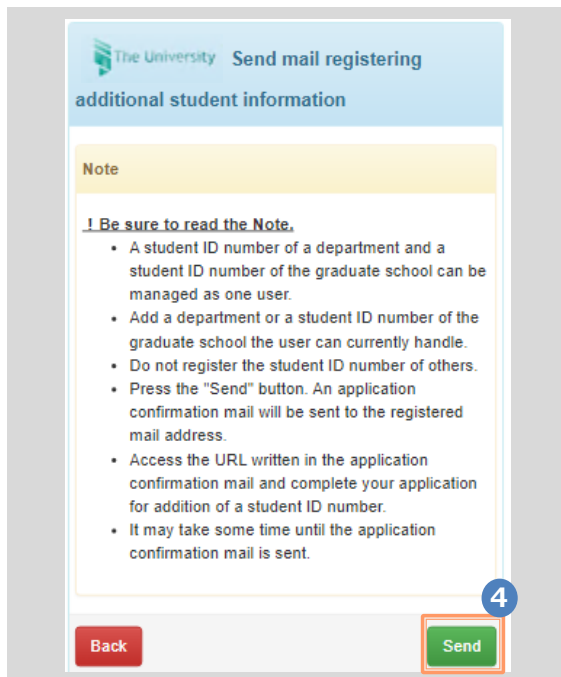 The University Send mail registering
additional student information
Note
! Be sure to read the Note.
• A student ID number of a department and a
student ID number of the graduate school can be
managed as one user.
• Add a department or a student ID number of the
graduate school the user can currently handle.
• Do not register the student ID number of others.
• Press the "Send" button. An application
confirmation mail will be sent to the registered
mail address.
• Access the URL written in the application
confirmation mail and complete your application
for addition of a student ID number.
• It may take some time until the application
confirmation mail is sent.
4
Back Send